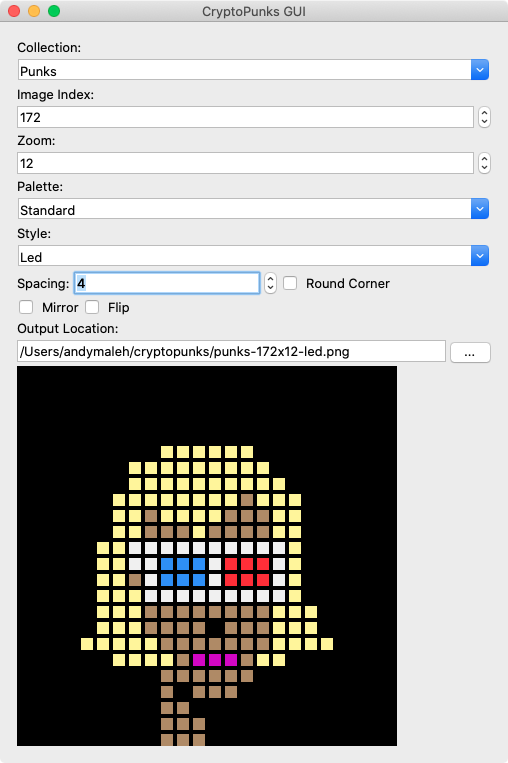 CryptoPunks GUI
Collection:
Punks
Image Index:
172
Zoom:
12
Palette:
Standard
Style:
Led
Spacing: 4 Round Corner
Mirror Flip
Output Location:
/Users/andymaleh/cryptopunks/punks-172x12-led.png ...